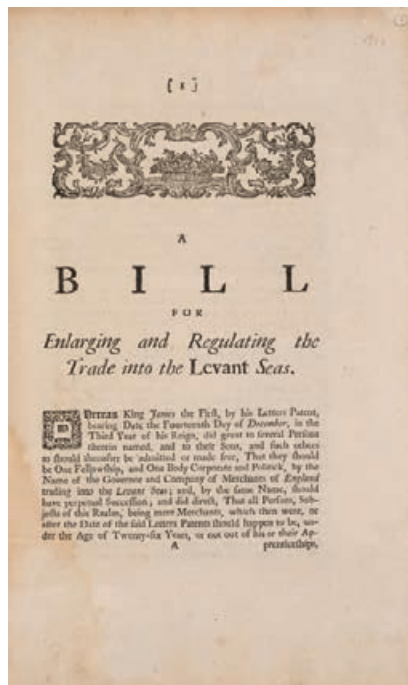 [ 1 ]
A
BILL
FOR
Enlarging and Regulating the
Trade into the Levant Seas.
Whereas King James the First, by his Letters Patent,
bearing Date the Fourteenth Day of December, in the
Third Year of his Reign, did grant to several Persons
therein named, and to their Sons, and such others
to should thereafter be admitted or made free, That they should
be One Fellowship, and One Body Corporate and Politick, by the
Name of the Governor and Company of Merchants of England
trading into the Levant Seas; and, by the same Name, should
have perpetual Succession; and did direct, That all Persons, Sub-
jects of this Realm, being meer Merchants, which then were, or
after the Date of the said Letters Patents should happen to be, un-
der the Age of Twenty-six Years, or not out of his or their Ap-
A prenticeships,